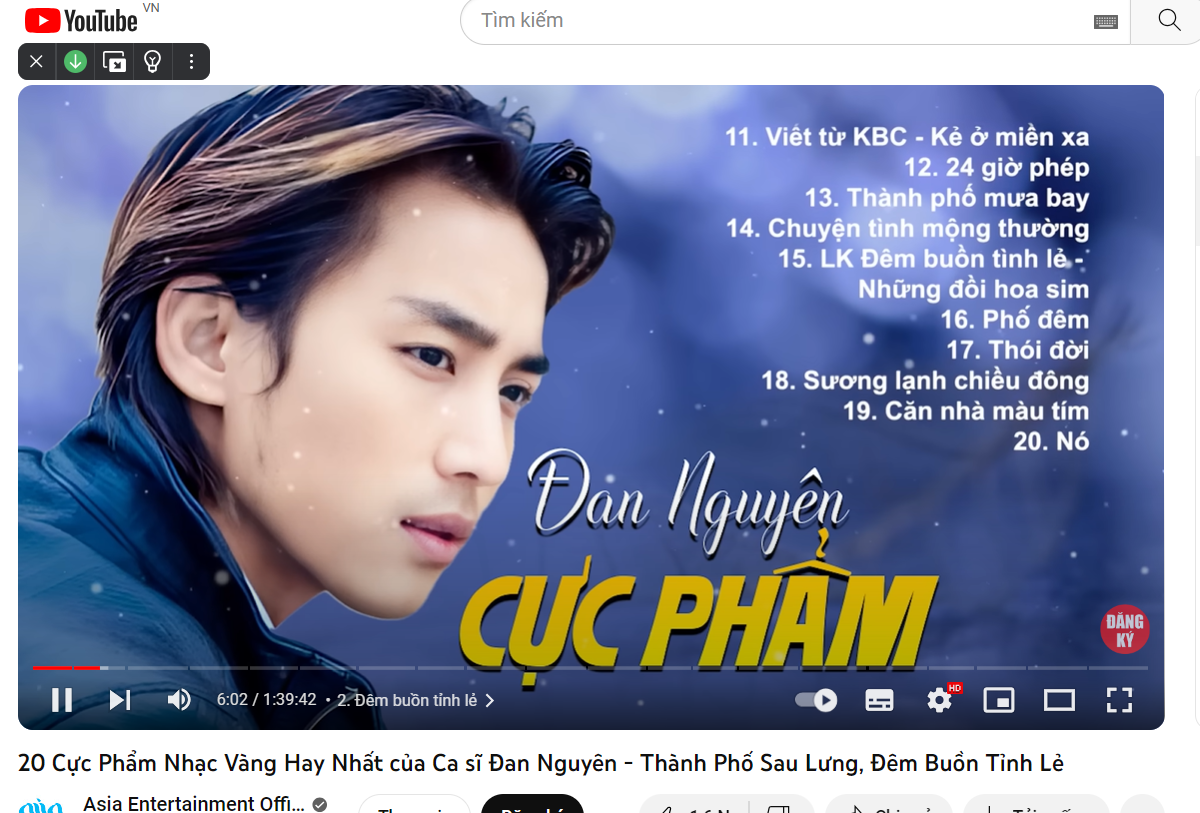 YouTube VN
Tìm kiếm
11. Viết từ KBC - Kẻ ở miền xa
12. 24 giờ phép
13. Thành phố mưa bay
14. Chuyện tình mộng thường
15. LK Đêm buồn tình lẻ -
Những đồi hoa sim
16. Phố đêm
17. Thói đời
18. Sương lạnh chiều đông
19. Căn nhà màu tím
20. Nó
Đan Nguyên
CỰC PHẨM
ĐĂNG
KÝ
6:02 / 1:39:42 • 2. Đêm buồn tỉnh lẻ
HD
20 Cực Phẩm Nhạc Vàng Hay Nhất của Ca sĩ Đan Nguyên - Thành Phố Sau Lưng, Đêm Buồn Tỉnh Lẻ
Asia Entertainment Offi...